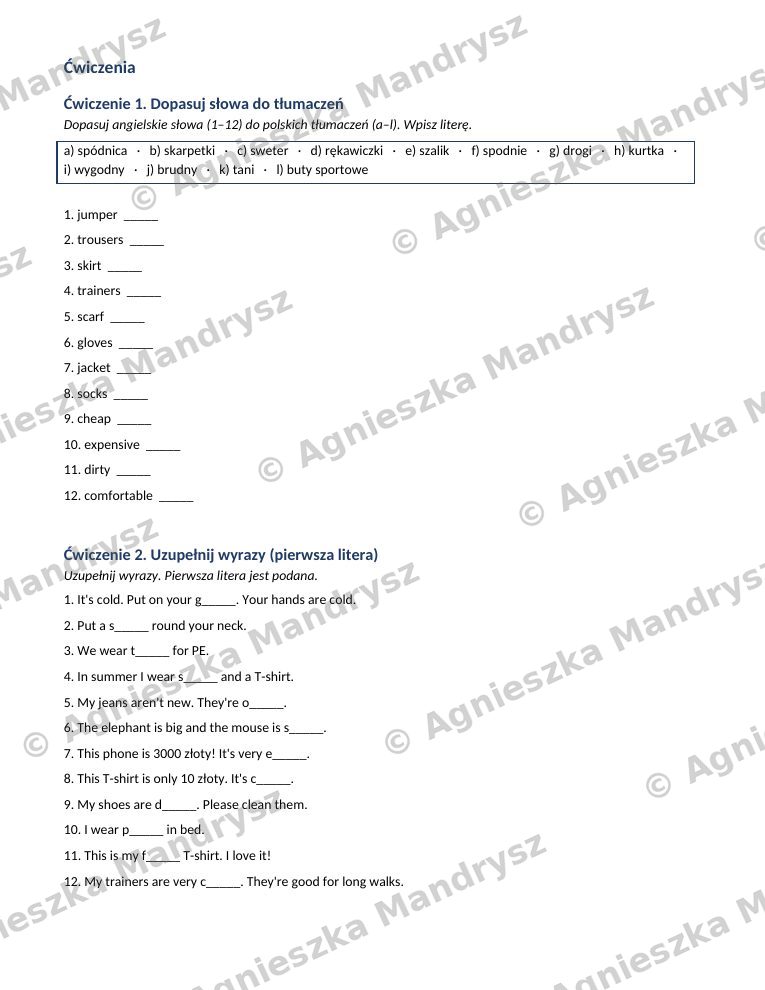 Ćwiczenia
Ćwiczenie 1. Dopasuj słowa do tłumaczeń
Dopasuj angielskie słowa (1–12) do polskich tłumaczeń (a–l). Wpisz literę.
a) spódnica · b) skarpetki · c) sweter · d) rękawiczki · e) szalik · f) spodnie · g) drogi · h) kurtka ·
i) wygodny · j) brudny · k) tani · l) buty sportowe
1. jumper _____
2. trousers _____
3. skirt _____
4. trainers _____
5. scarf _____
6. gloves _____
7. jacket _____
8. socks _____
9. cheap _____
10. expensive _____
11. dirty _____
12. comfortable _____
Ćwiczenie 2. Uzupełnij wyrazy (pierwsza litera)
Uzupełnij wyrazy. Pierwsza litera jest podana.
1. It's cold. Put on your g_____. Your hands are cold.
2. Put a s_____ round your neck.
3. We wear t_____ for PE.
4. In summer I wear s_____ and a T-shirt.
5. My jeans aren't new. They're o_____.
6. The elephant is big and the mouse is s_____.
7. This phone is 3000 złoty! It's very e_____.
8. This T-shirt is only 10 złoty. It's c_____.
9. My shoes are d_____. Please clean them.
10. I wear p_____ in bed.
11. This is my f_____ T-shirt. I love it!
12. My trainers are very c_____. They're good for long walks.
© Agnieszka Mandrysz